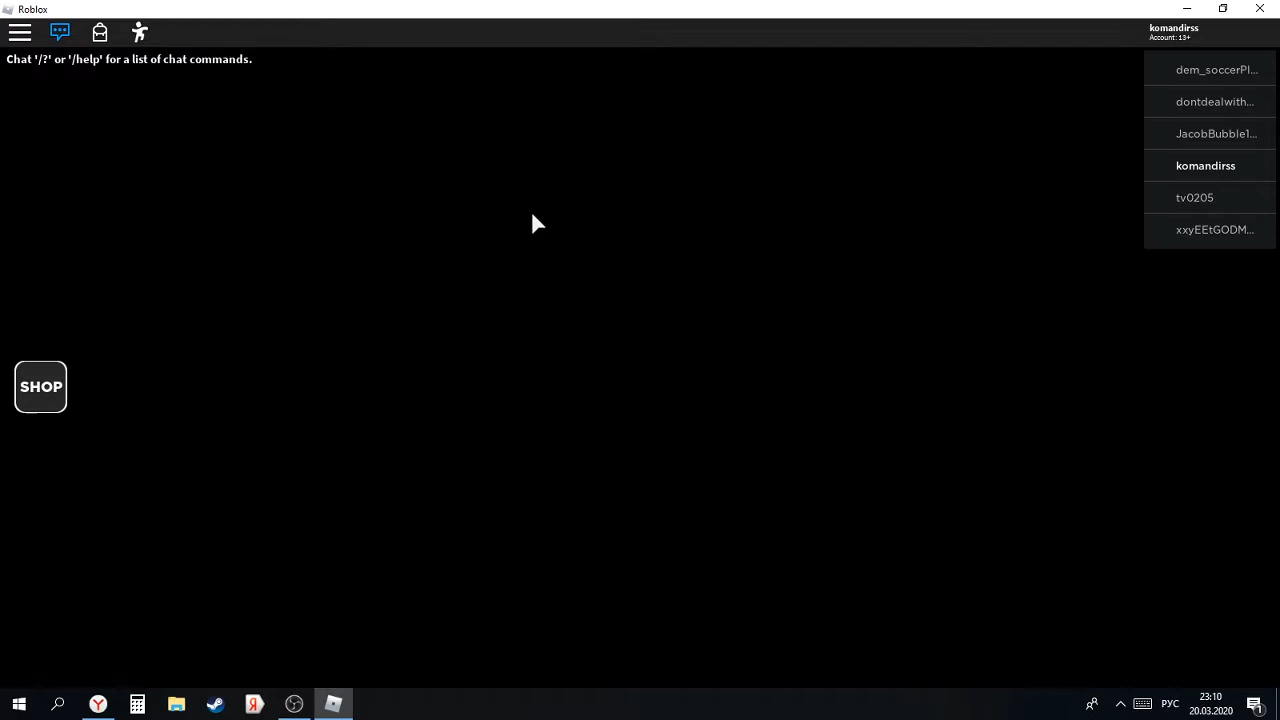 Roblox
komandirss
Account: 13+
Chat '/?' or '/help' for a list of chat commands.
dem_soccerPl...
dontdealwith...
JacobBubble1...
komandirss
tv0205
xxyEEtGODM...
SHOP
Y
Я
РУС
23:10
20.03.2020
1